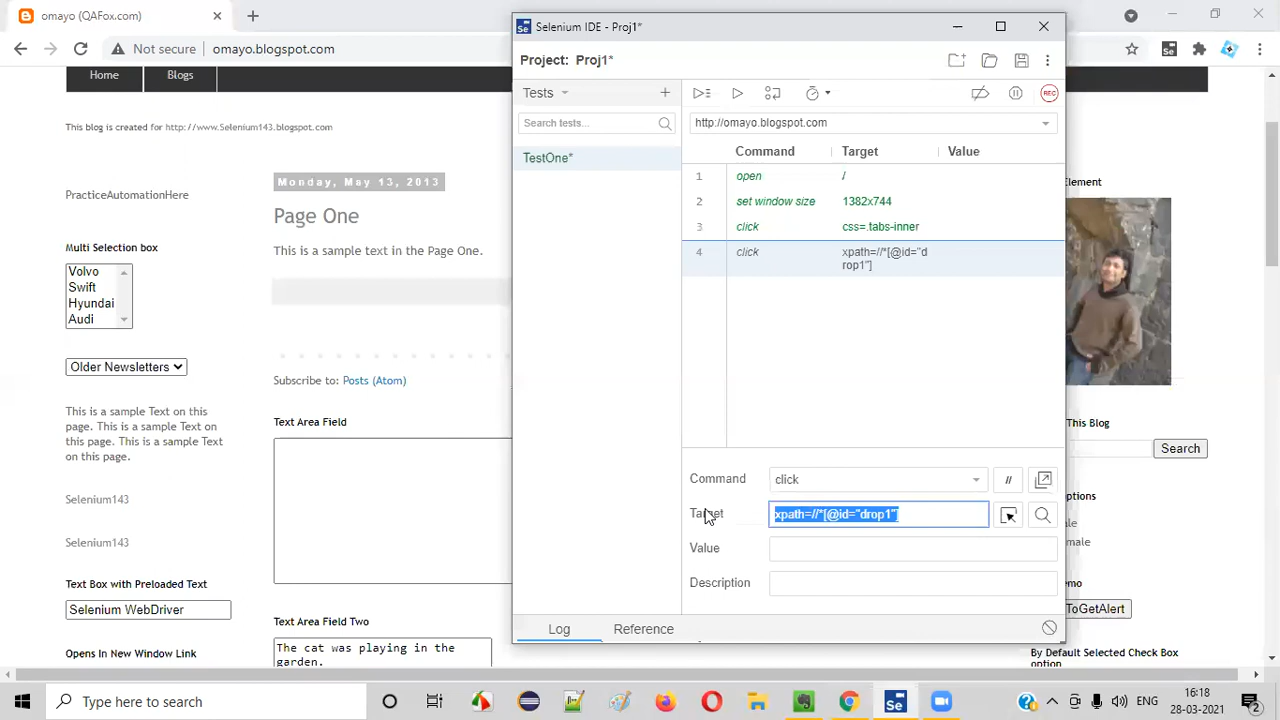 omayo (QAFox.com)
Not secure
omayo.blogspot.com
Home
Blogs
This blog is created for http://www.Selenium143.blogspot.com
PracticeAutomationHere
Multi Selection box
Volvo
Swift
Hyundai
Audi
Older Newsletters
This is a sample Text on this
page. This is a sample Text
on this page. This is a
sample Text on this page.
Selenium143
Selenium143
Text Box with Preloaded Text
Selenium WebDriver
Opens In New Window Link
Monday, May 13, 2013
Page One
This is a sample text in the Page One.
Subscribe to: Posts (Atom)
Text Area Field
Text Area Field Two
The cat was playing in the
garden.
Selenium IDE - Proj1*
Project: Proj1*
Tests
Search tests...
TestOne*
REC
http://omayo.blogspot.com
Command Target Value
1 open /
2 set window size 1382x744
3 click css=.tabs-inner
4 click xpath=//*[@id="d
rop1"]
Command click //
Target xpath=//*[@id="drop1"]
Value
Description
Log
Reference
Element
This Blog
Search
ptions
ale
male
emo
ToGetAlert
By Default Selected Check Box
option
Type here to search
Se
ENG
16:18
28-03-2021
2